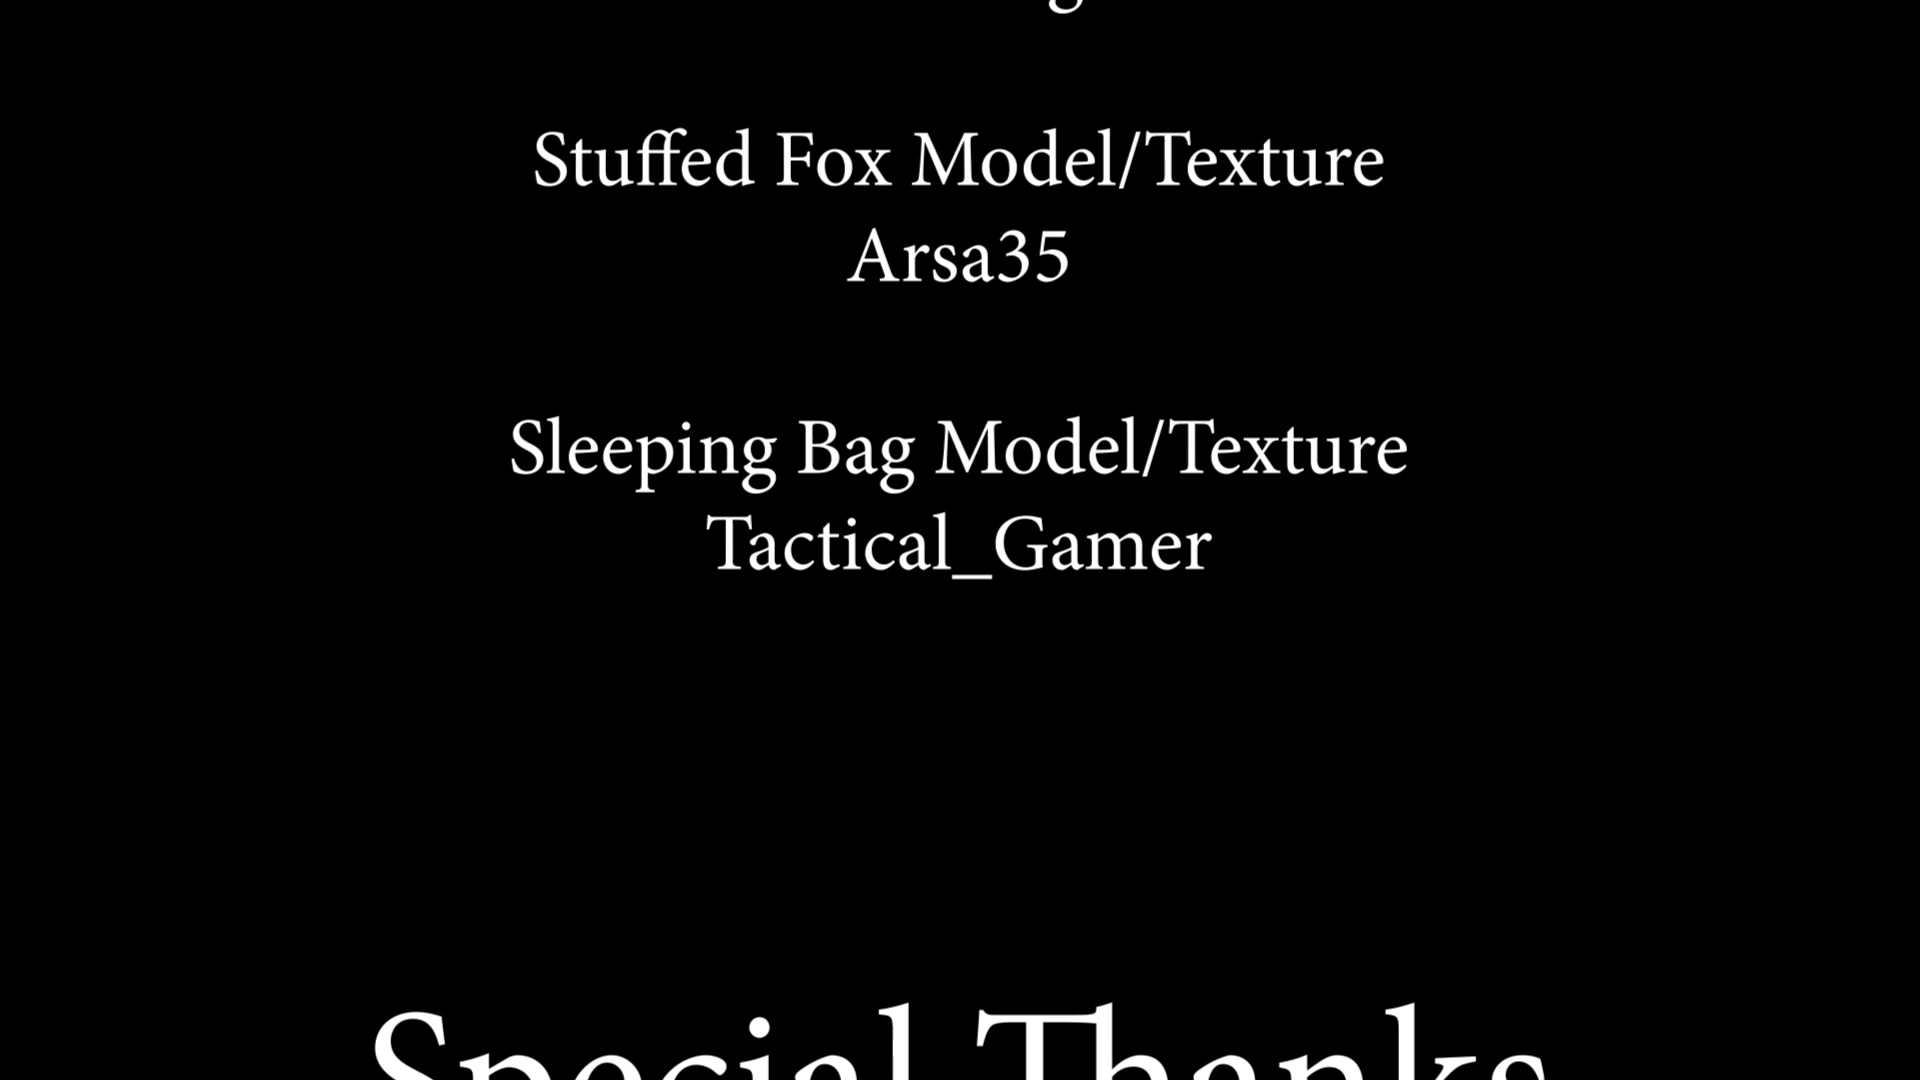 Stuffed Fox Model/Texture
Arsa35
Sleeping Bag Model/Texture
Tactical_Gamer
Special Thanks